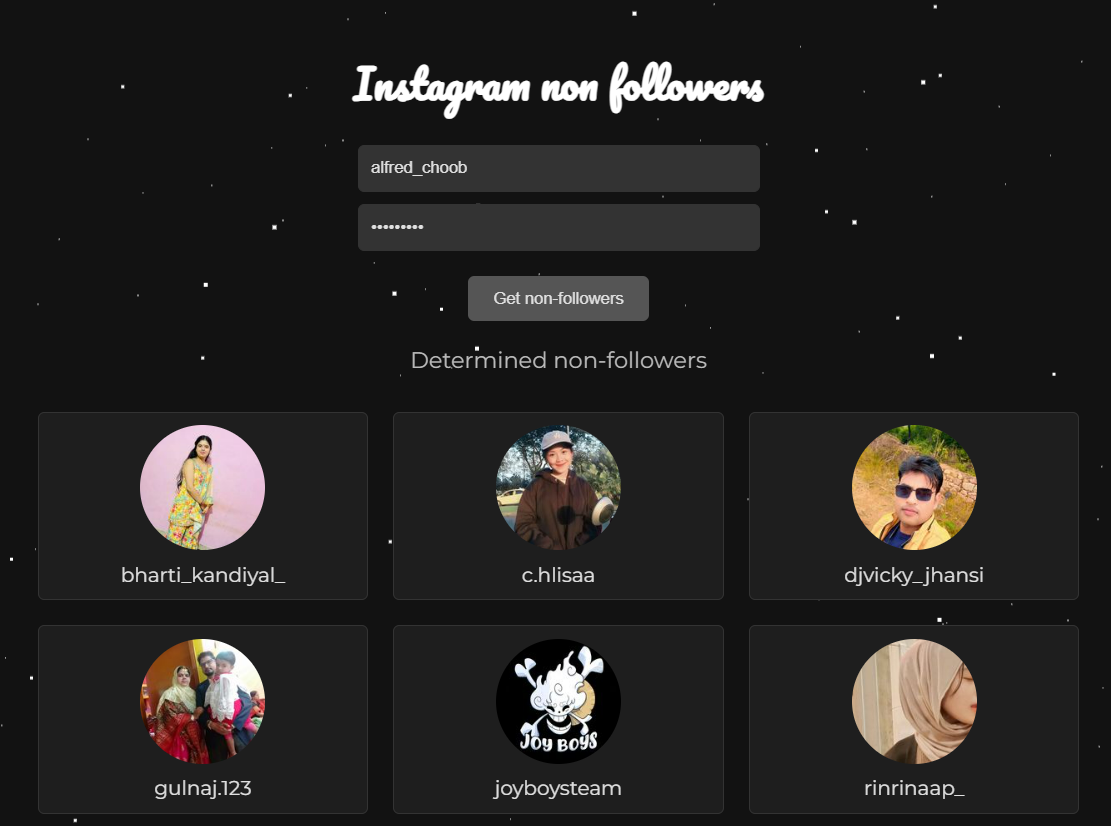 Instagram non followers
alfred_choob
•••••••••
Get non-followers
Determined non-followers
bharti_kandiyal_
c.hlisaa
djvicky_jhansi
JOY BOYS
gulnaj.123
joyboysteam
rinrinaap_